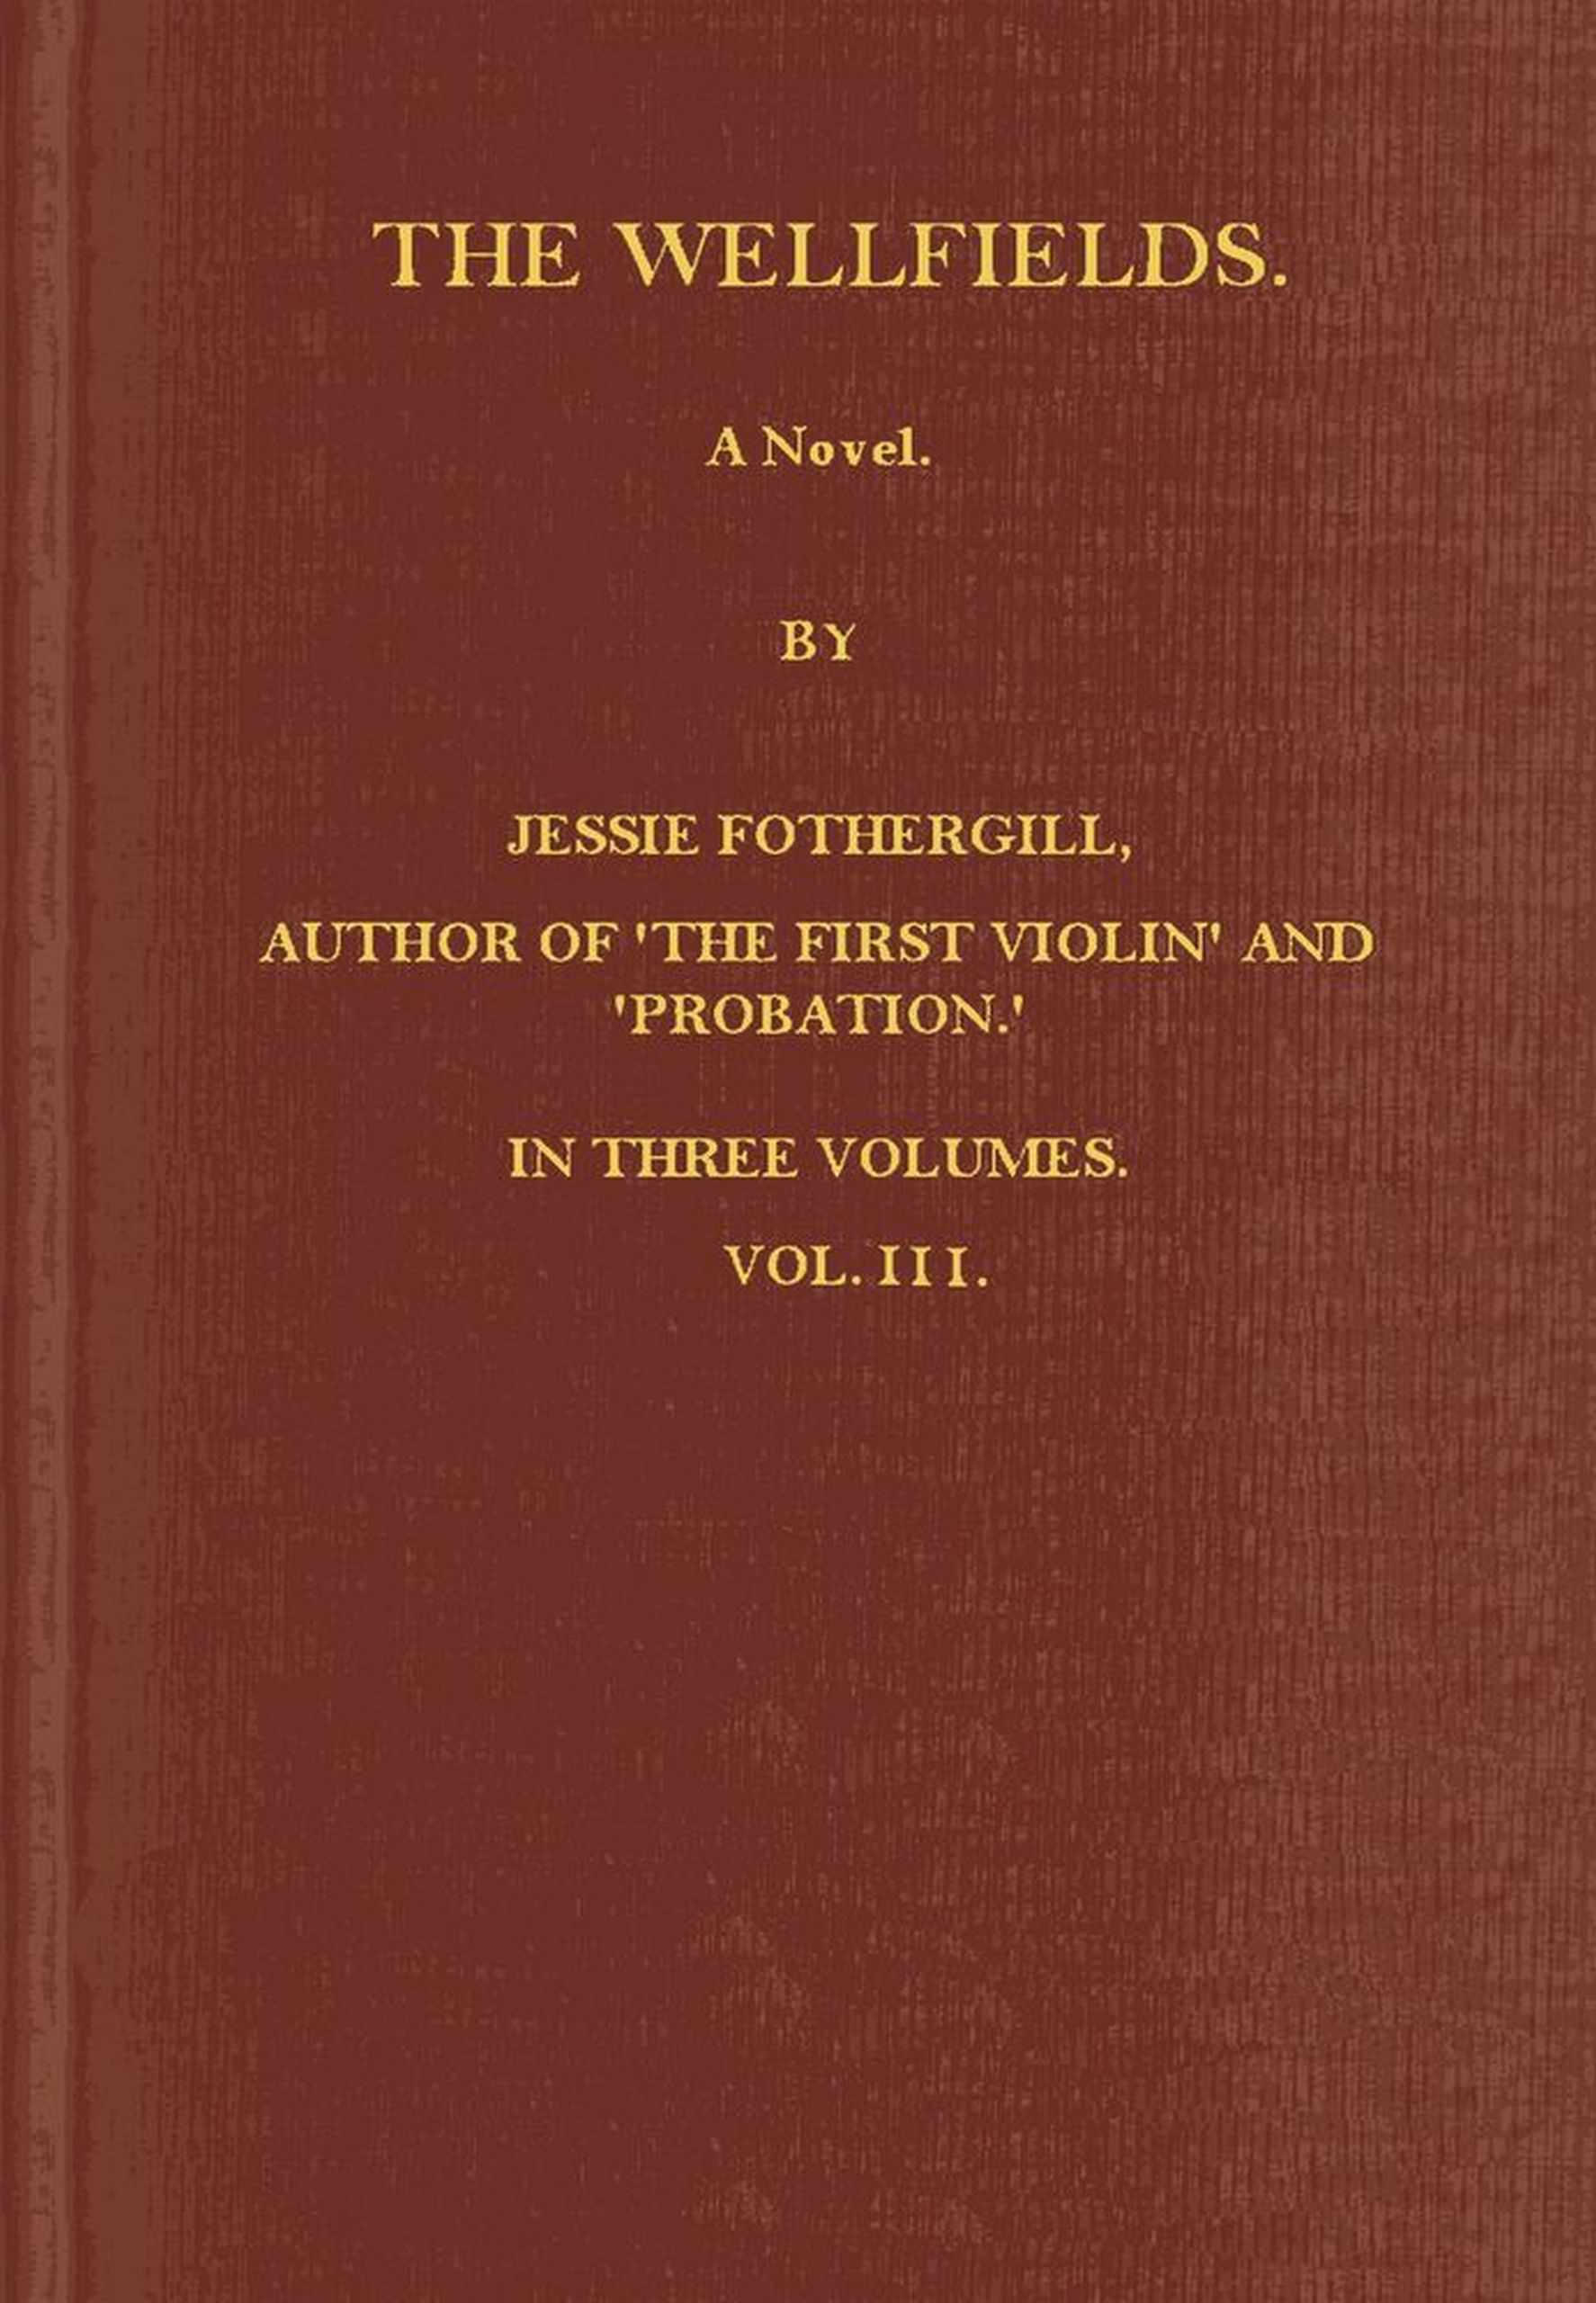 THE WELLFIELDS.
A Novel.
BY
JESSIE FOTHERGILL,
AUTHOR OF 'THE FIRST VIOLIN' AND
'PROBATION.'
IN THREE VOLUMES.
VOL. III.